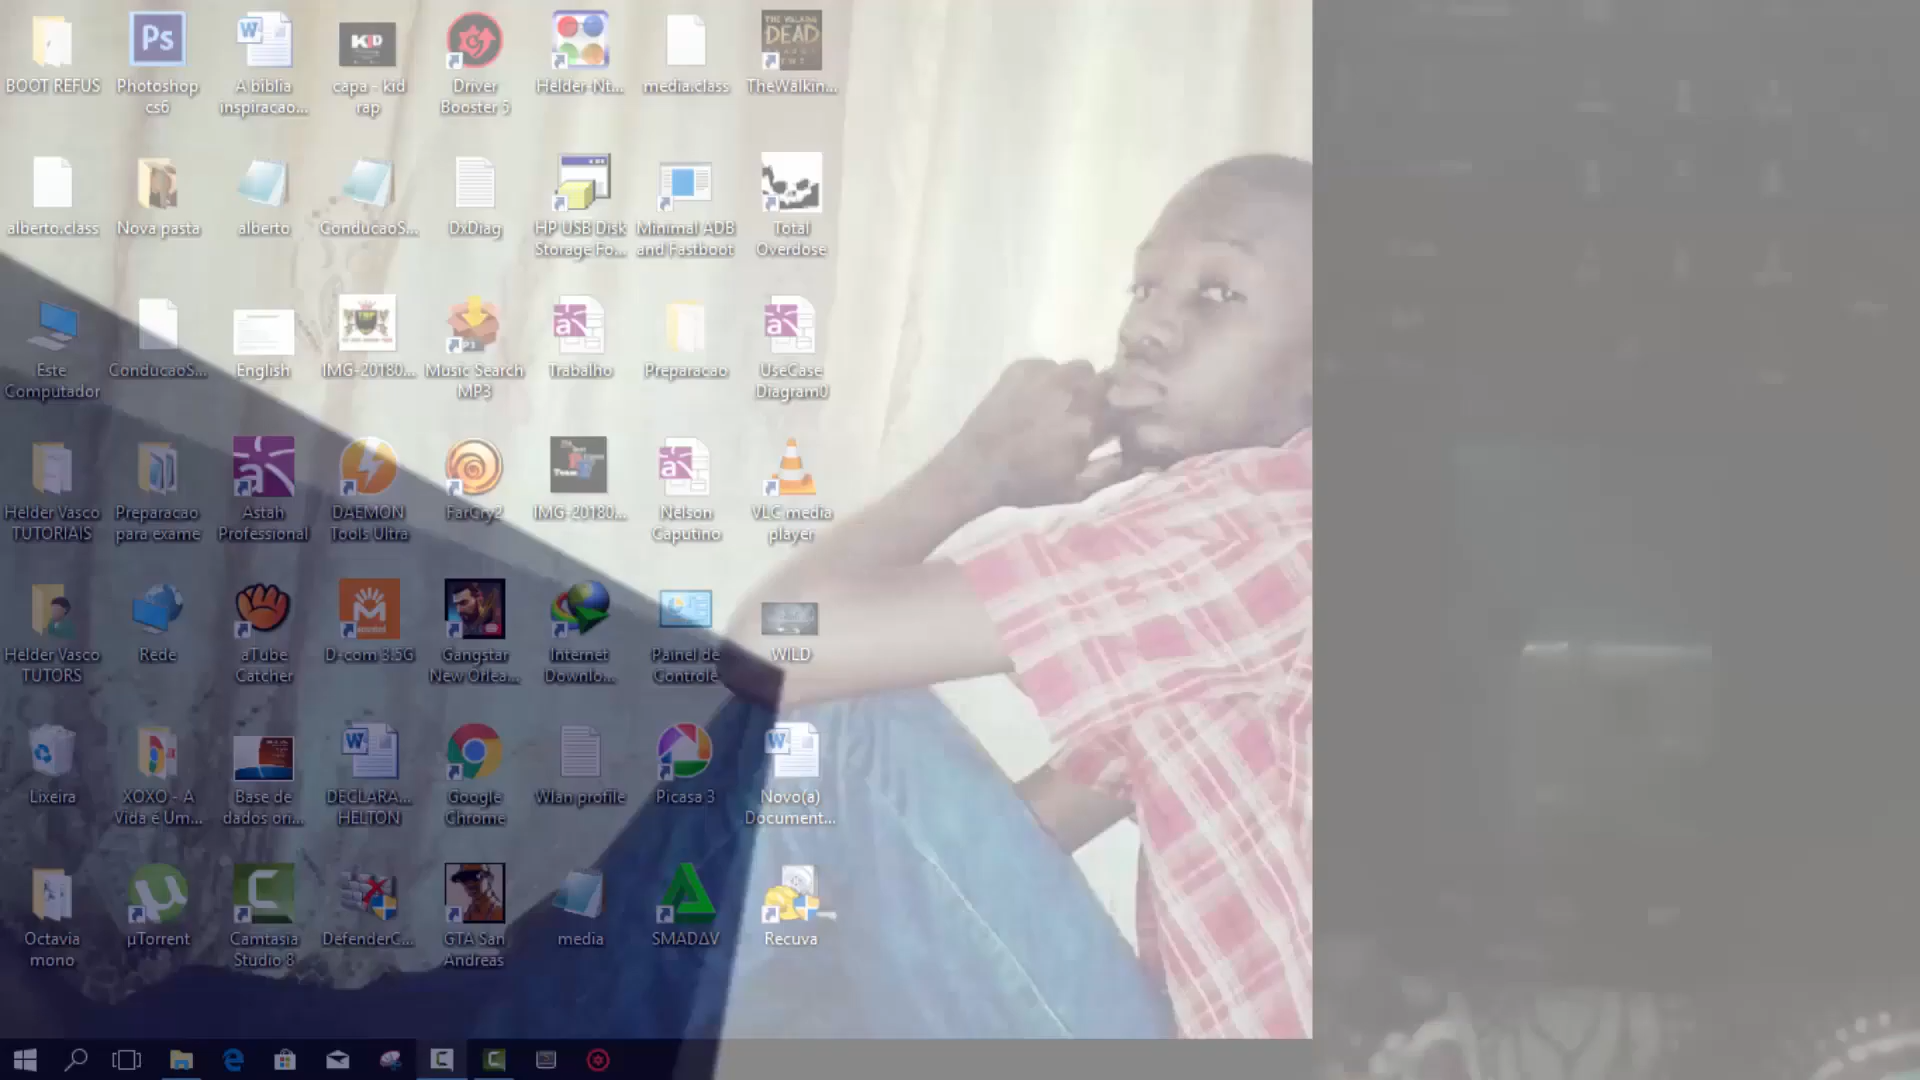 BOOT REFUS
Photoshop
cs6
A biblia
inspiracao...
capa - kid
rap
Driver
Booster 5
Helder-Nt...
media.class
TheWalkin...
alberto.class
Nova pasta
alberto
ConducaoS...
DxDiag
HP USB Disk
Storage Fo...
Minimal ADB
and Fastboot
Total
Overdose
Este
Computador
ConducaoS...
English
IMG-20180...
Music Search
MP3
Trabalho
Preparacao
UseCase
Diagram0
Helder Vasco
TUTORIAIS
Preparacao
para exame
Astah
Professional
DAEMON
Tools Ultra
FarCry2
IMG-20180...
Nelson
Caputino
VLC media
player
Helder Vasco
TUTORS
Rede
aTube
Catcher
D-com 3.5G
Gangstar
New Orlea...
Internet
Downlo...
Painel de
Controle
WILD
Lixeira
XOXO - A
Vida é Um...
Base de
dados on...
DECLARA...
HELTON
Google
Chrome
Wlan profile
Picasa 3
Novo(a)
Document...
Octavia
mono
µTorrent
Camtasia
Studio 8
DefenderC...
GTA San
Andreas
media
SMADΔV
Recuva